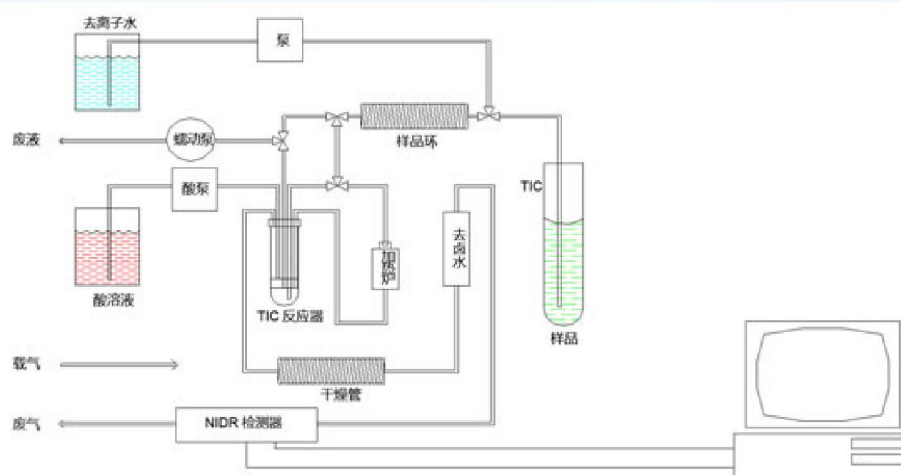 去离子水
泵
废液
蠕动泵
样品环
酸泵
TIC
加热炉
去卤水
酸溶液
TIC 反应器
样品
载气
干燥管
废气
NIDR 检测器